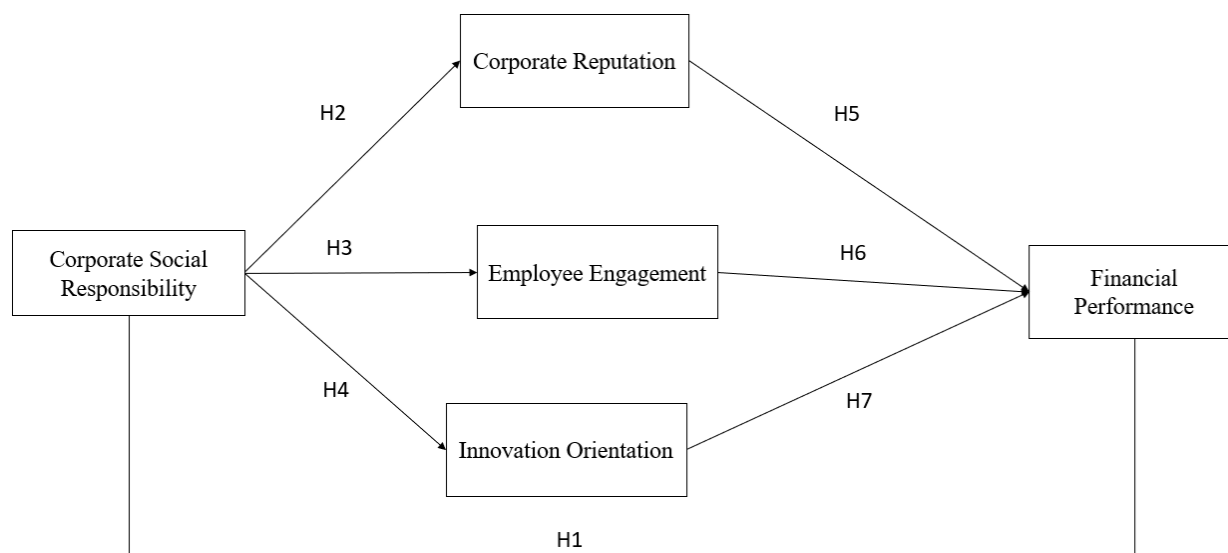 Corporate Reputation
H2
H5
Corporate Social
Responsibility
H3
Employee Engagement
H6
Financial
Performance
H4
Innovation Orientation
H7
H1